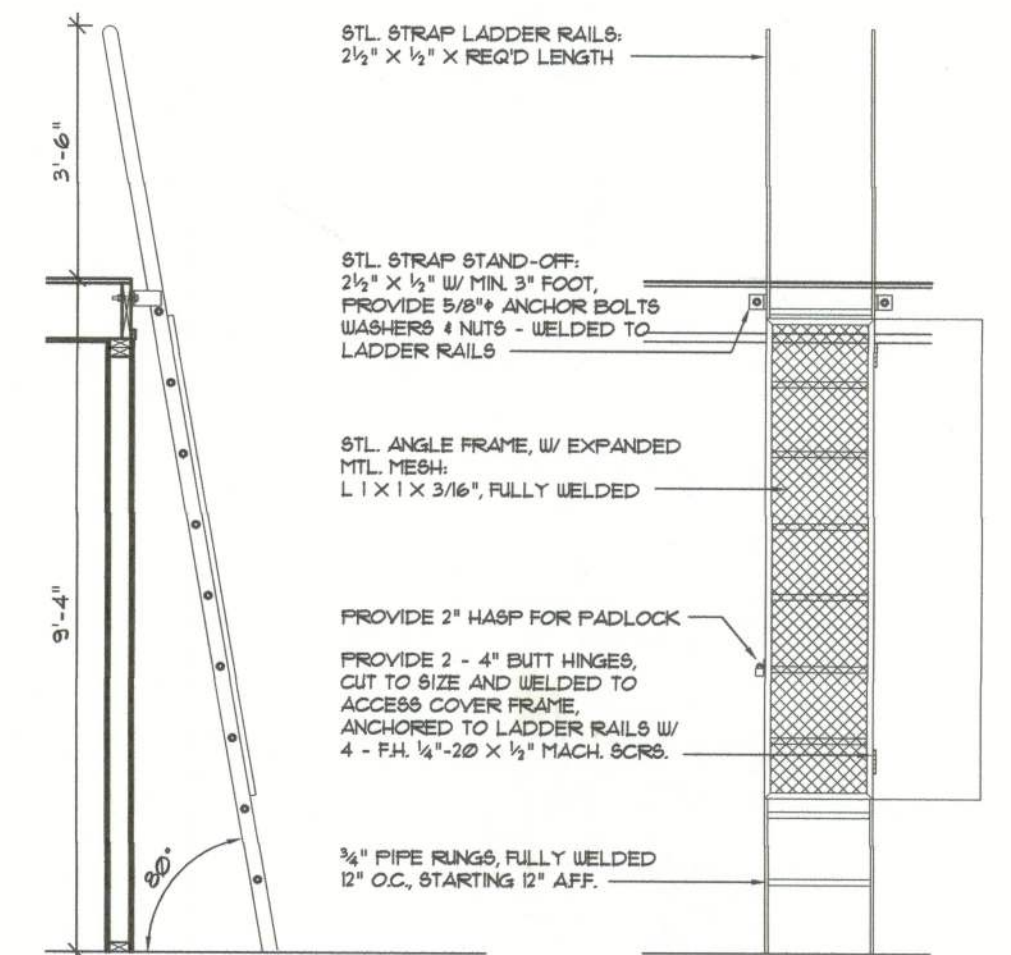 3'-6"
9'-4"
80°
STL. STRAP LADDER RAILS:
2½" X ½" X REQ'D LENGTH
STL. STRAP STAND-OFF:
2½" X ½" W/ MIN. 3" FOOT,
PROVIDE 5/8"⌀ ANCHOR BOLTS
WASHERS & NUTS - WELDED TO
LADDER RAILS
STL. ANGLE FRAME, W/ EXPANDED
MTL. MESH:
L 1 X 1 X 3/16", FULLY WELDED
PROVIDE 2" HASP FOR PADLOCK
PROVIDE 2 - 4" BUTT HINGES,
CUT TO SIZE AND WELDED TO
ACCESS COVER FRAME,
ANCHORED TO LADDER RAILS W/
4 - F.H. ¼"-20 X ½" MACH. SCRS.
¾" PIPE RUNGS, FULLY WELDED
12" O.C., STARTING 12" A.F.F.